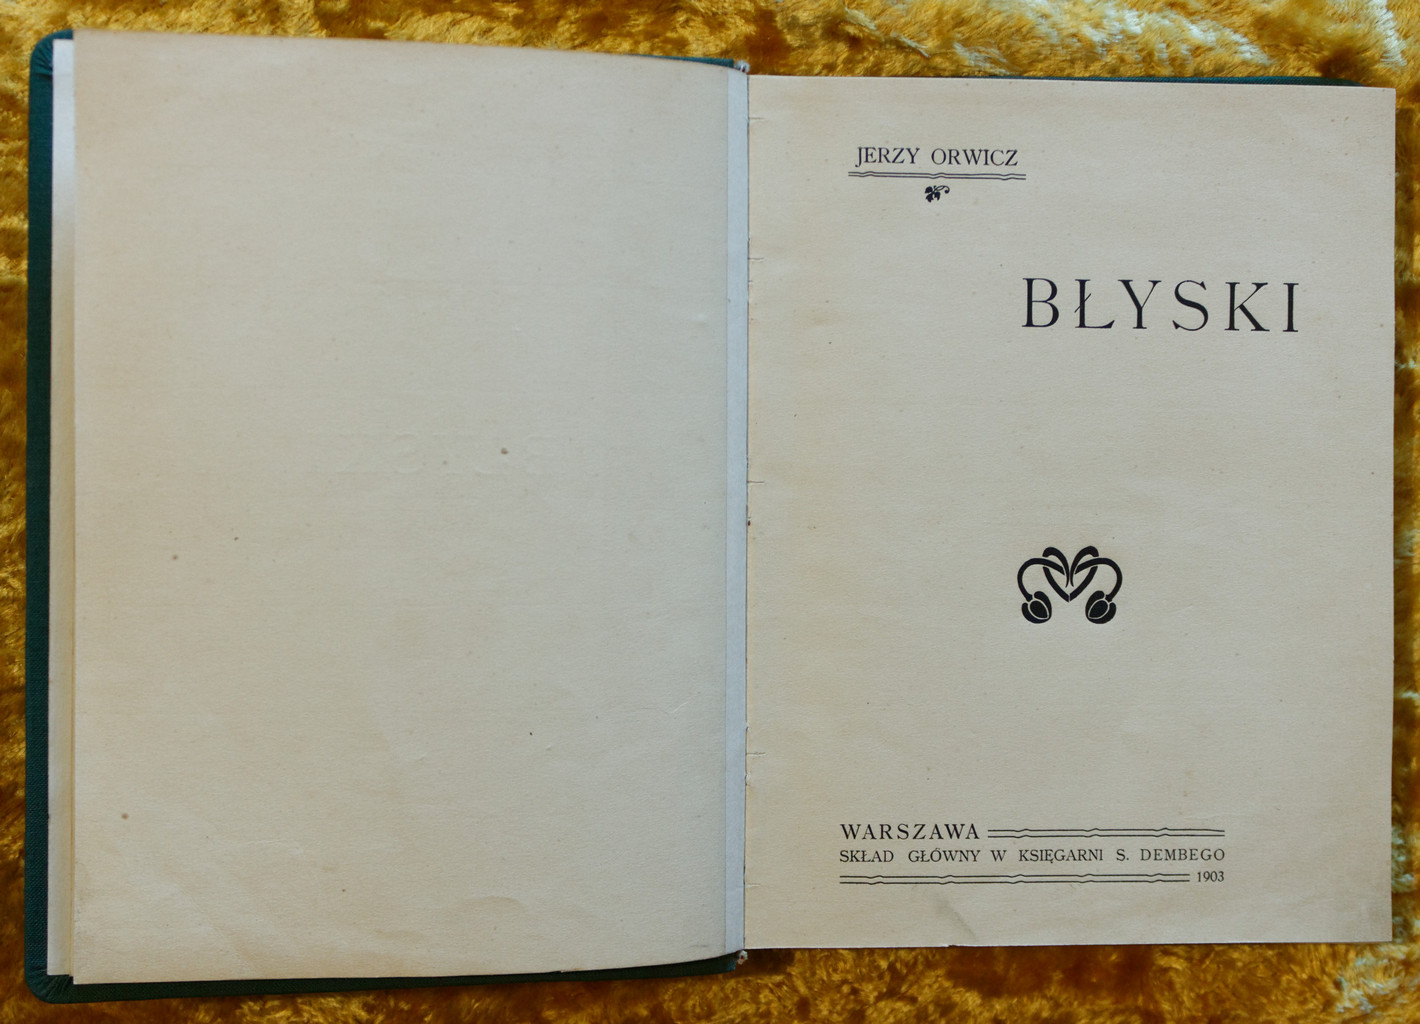 JERZY ORWICZ
BŁYSKI
WARSZAWA
SKŁAD GŁÓWNY W KSIĘGARNI S. DEMBEGO
1903